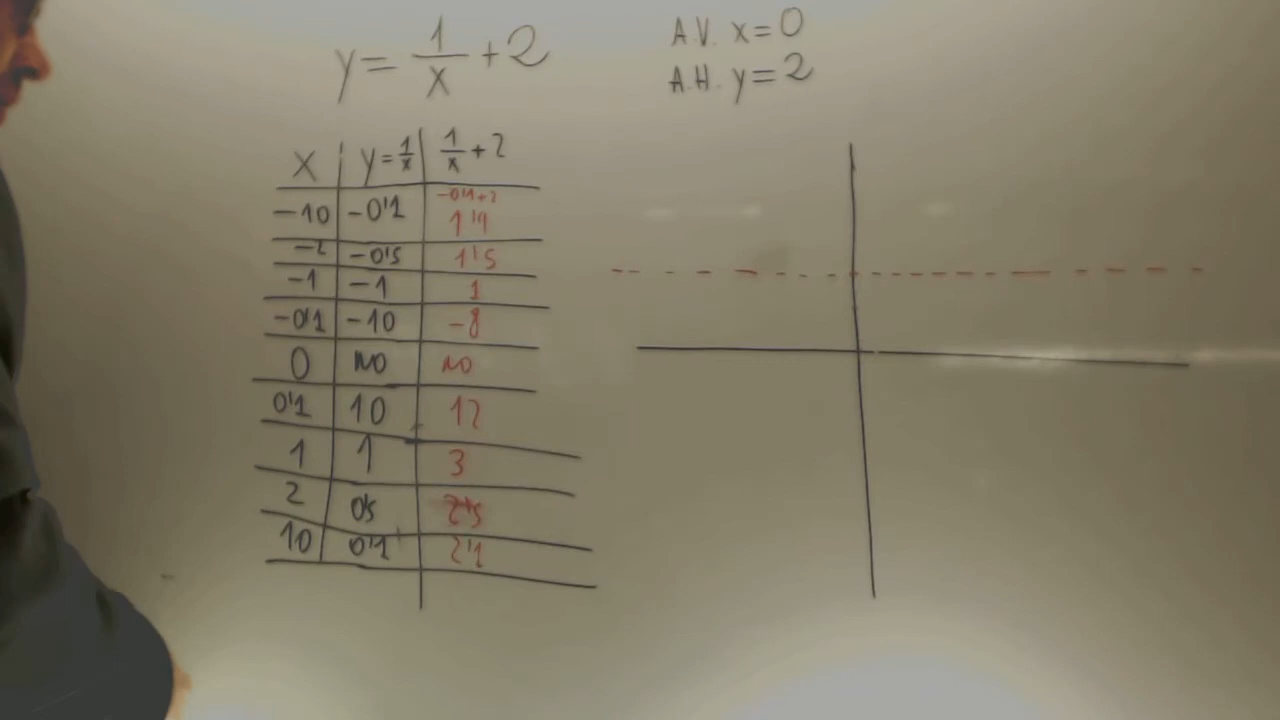 y = 1/x + 2
A.V. x = 0
A.H. y = 2
x | y = 1/x | 1/x + 2
-10 | -0'1 | -0'1+2 1'9
-2 | -0'5 | 1'5
-1 | -1 | 1
-0'1 | -10 | -8
0 | NO | NO
0'1 | 10 | 12
1 | 1 | 3
2 | 0'5 | 2'5
10 | 0'1 | 2'1